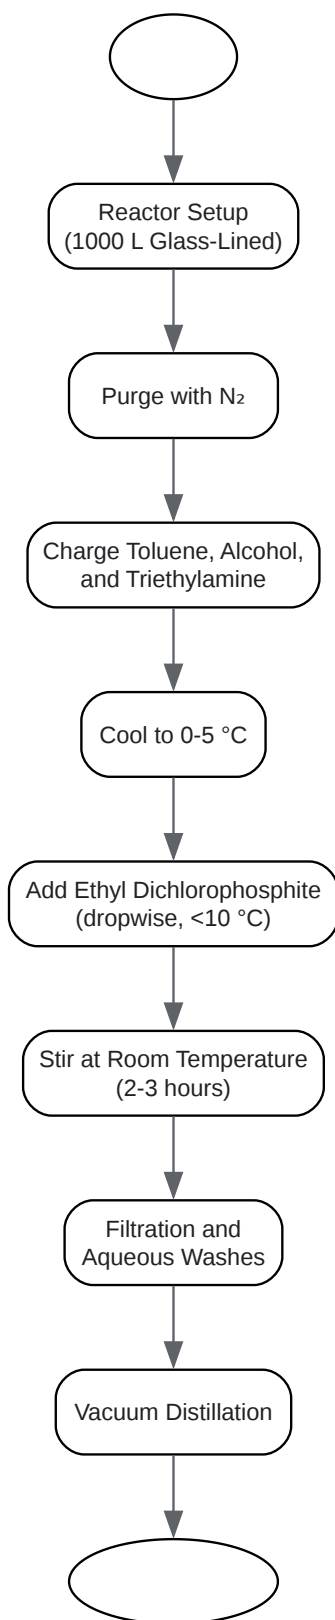 Reactor Setup
(1000 L Glass-Lined)
Purge with N₂
Charge Toluene, Alcohol,
and Triethylamine
Cool to 0-5 °C
Add Ethyl Dichlorophosphite
(dropwise, <10 °C)
Stir at Room Temperature
(2-3 hours)
Filtration and
Aqueous Washes
Vacuum Distillation